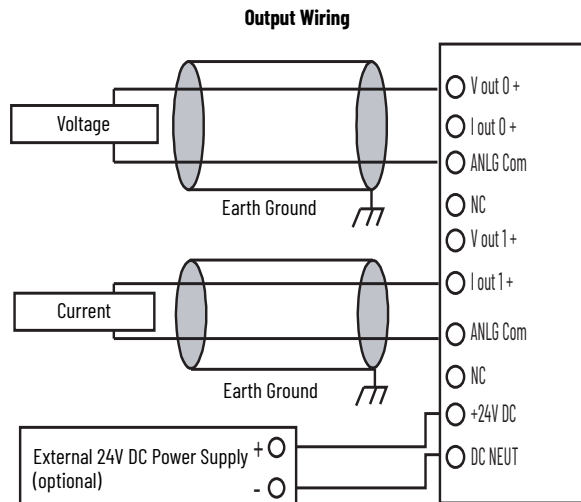 Output Wiring
V out 0 +
Voltage
I out 0 +
ANLG Com
Earth Ground
NC
V out 1 +
I out 1 +
Current
ANLG Com
Earth Ground
NC
+24V DC
External 24V DC Power Supply +
(optional) -
DC NEUT